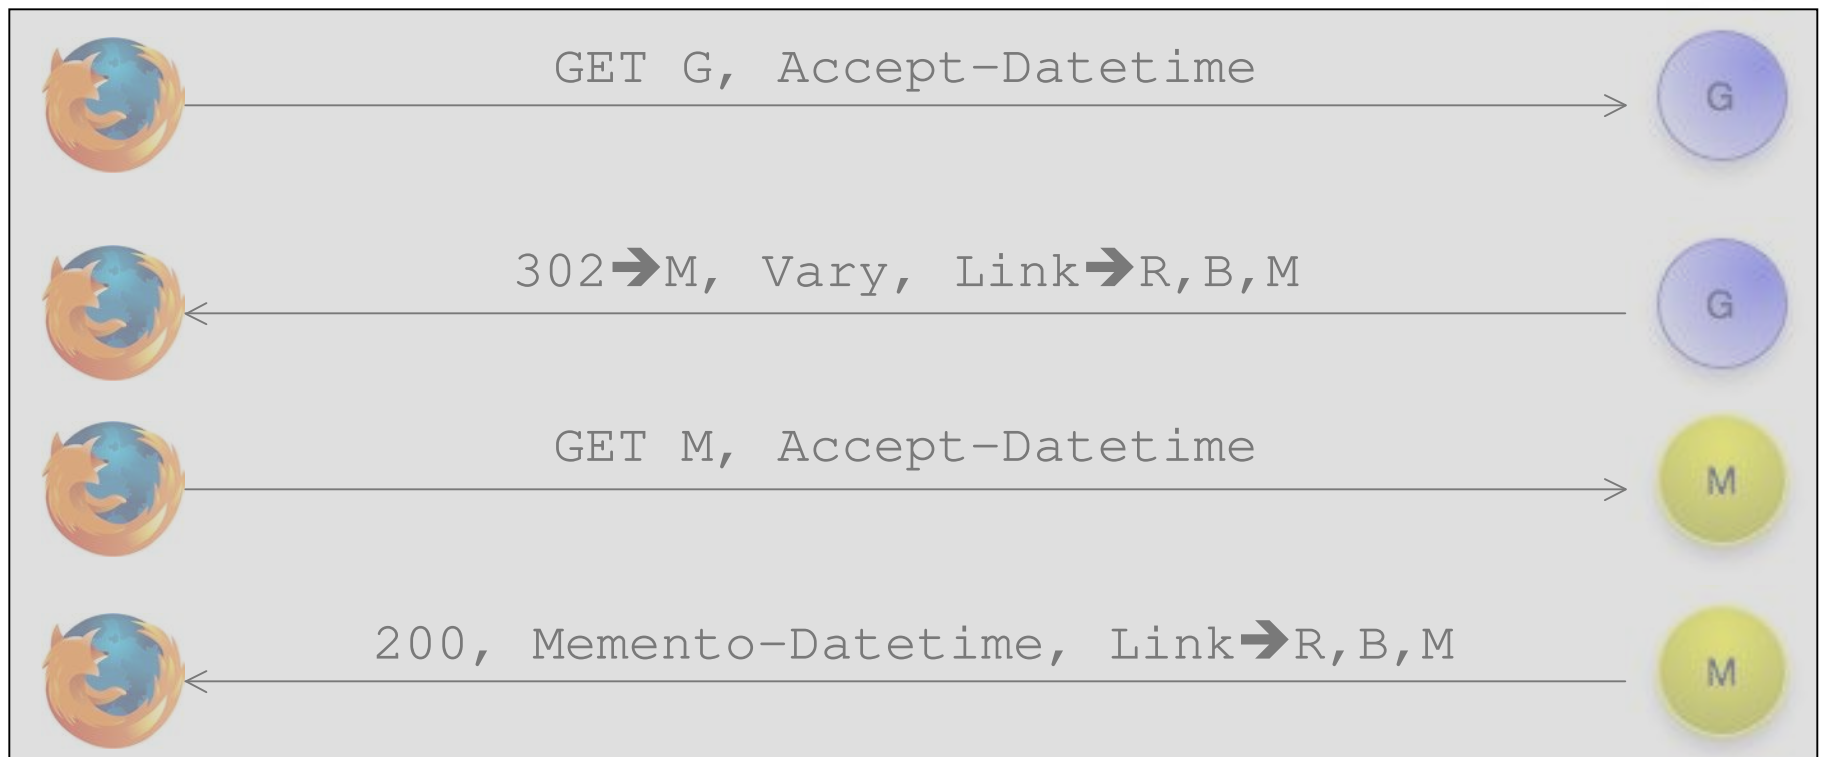 GET G, Accept-Datetime
G
302➔M, Vary, Link➔R,B,M
G
GET M, Accept-Datetime
M
200, Memento-Datetime, Link➔R,B,M
M